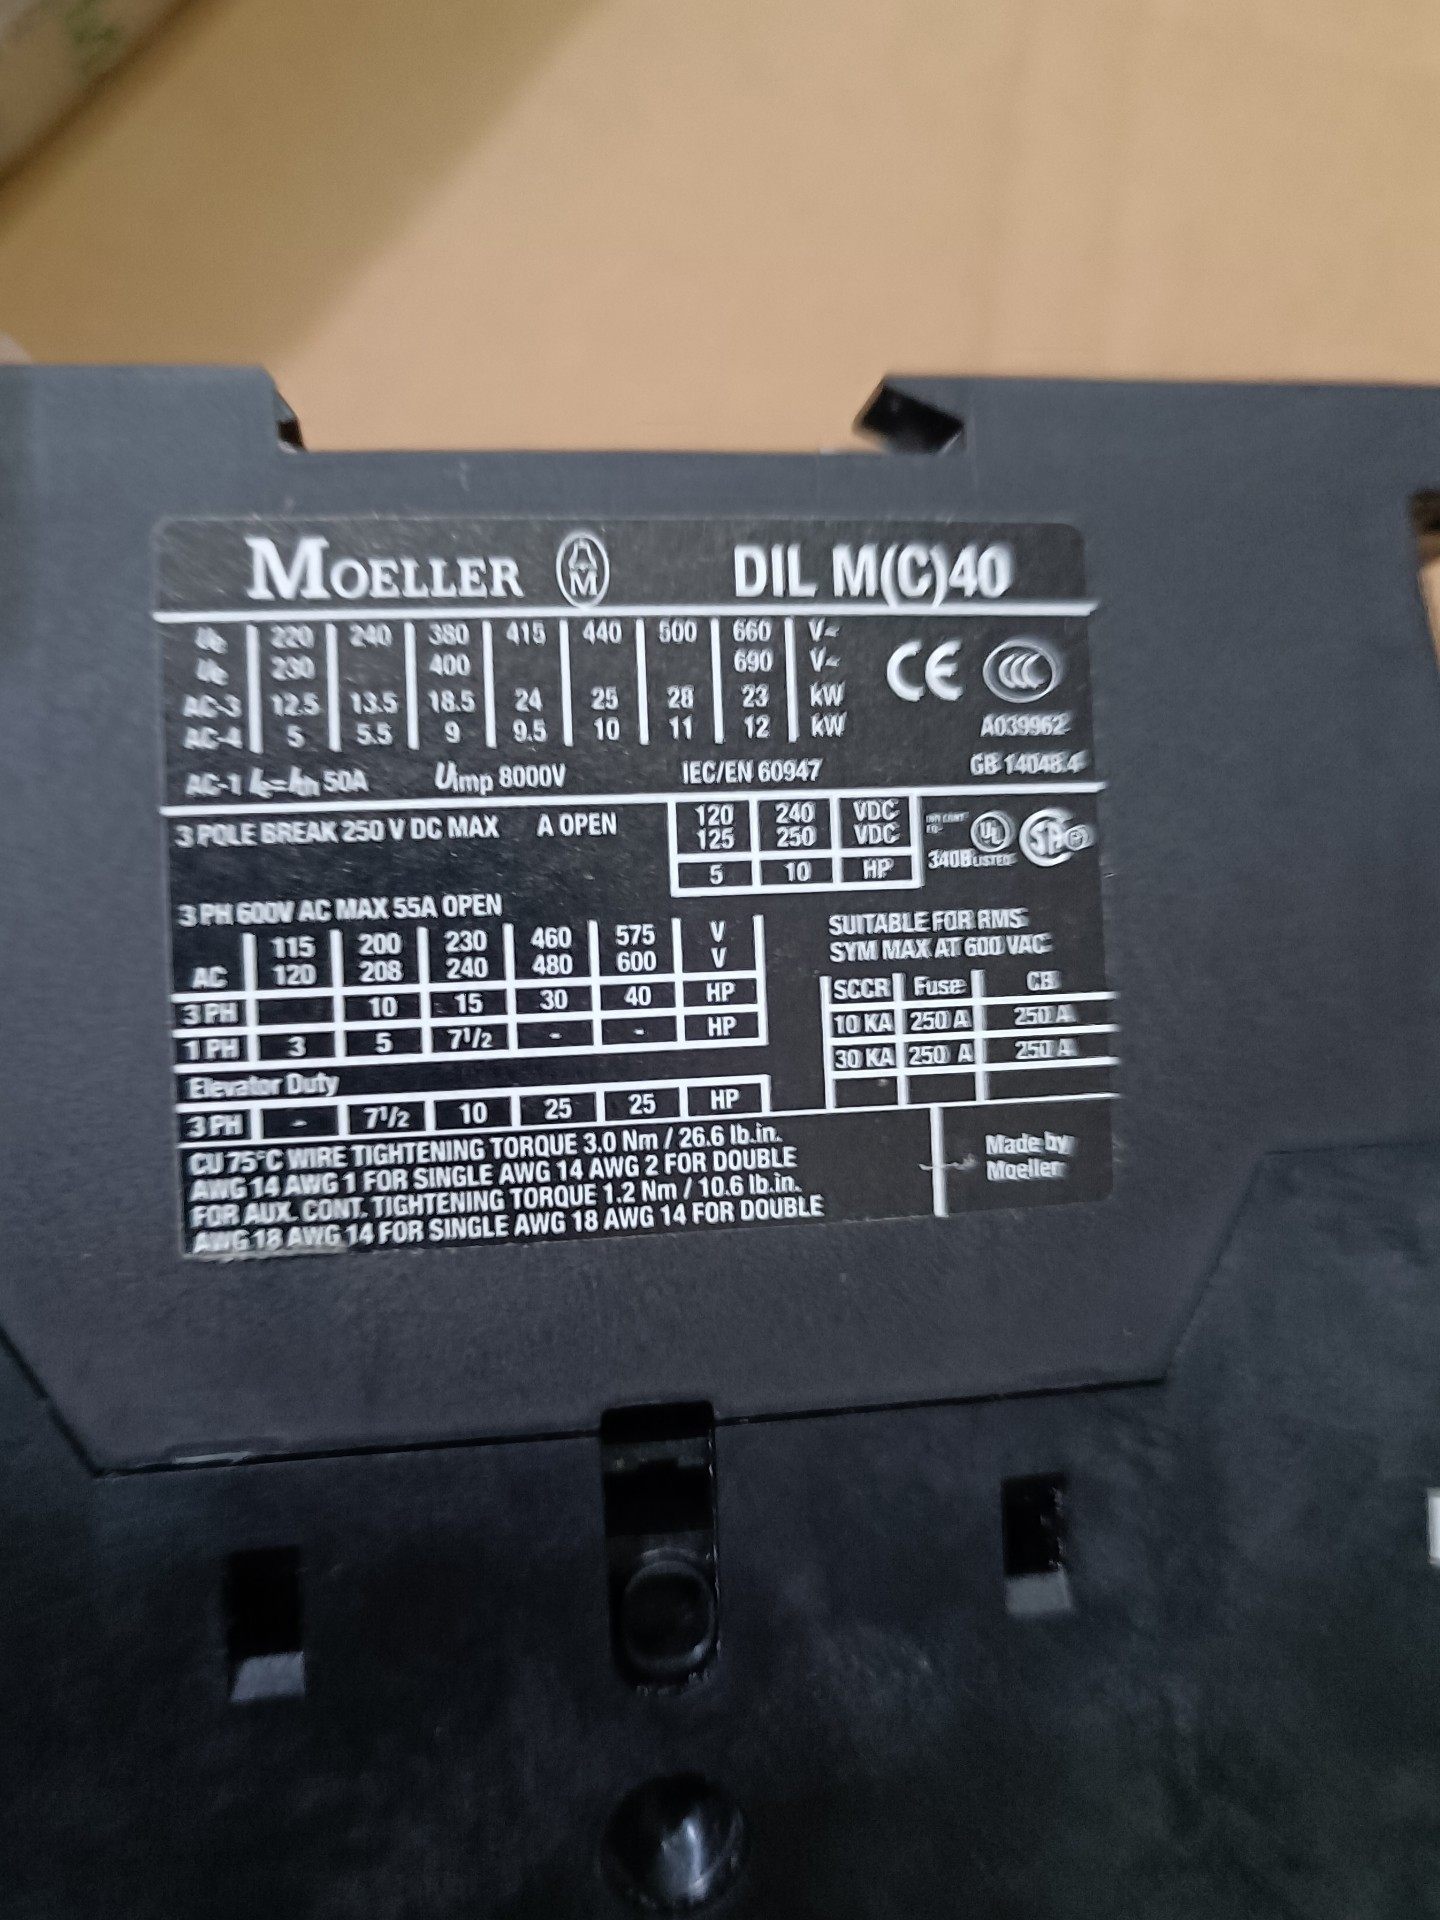 MOELLER DIL M(C)40
Ue 220 240 380 415 440 500 660 V~
Ue 230 400 690 V~
AC-3 12.5 13.5 18.5 24 25 28 23 kW
AC-4 5 5.5 9 9.5 10 11 12 kW
CE CCC
A039962
AC-1 Ie=Ith 50A Uimp 8000V IEC/EN 60947 GB 14048.4
3 POLE BREAK 250 V DC MAX A OPEN
120 240 VDC
125 250 VDC
5 10 HP
340B UL LISTED
3 PH 600V AC MAX 55A OPEN
115 200 230 460 575 V
AC 120 208 240 480 600 V
3 PH 10 15 30 40 HP
1 PH 3 5 7 1/2 - - HP
Elevator Duty
3 PH - 7 1/2 10 25 25 HP
SUITABLE FOR RMS
SYM MAX AT 600 VAC
SCCR Fuse CB
10 KA 250 A 250 A
30 KA 250 A 250 A
CU 75°C WIRE TIGHTENING TORQUE 3.0 Nm / 26.6 lb.in.
AWG 14 AWG 1 FOR SINGLE AWG 14 AWG 2 FOR DOUBLE
FOR AUX. CONT. TIGHTENING TORQUE 1.2 Nm / 10.6 lb.in.
AWG 18 AWG 14 FOR SINGLE AWG 18 AWG 14 FOR DOUBLE
Made by
Moeller